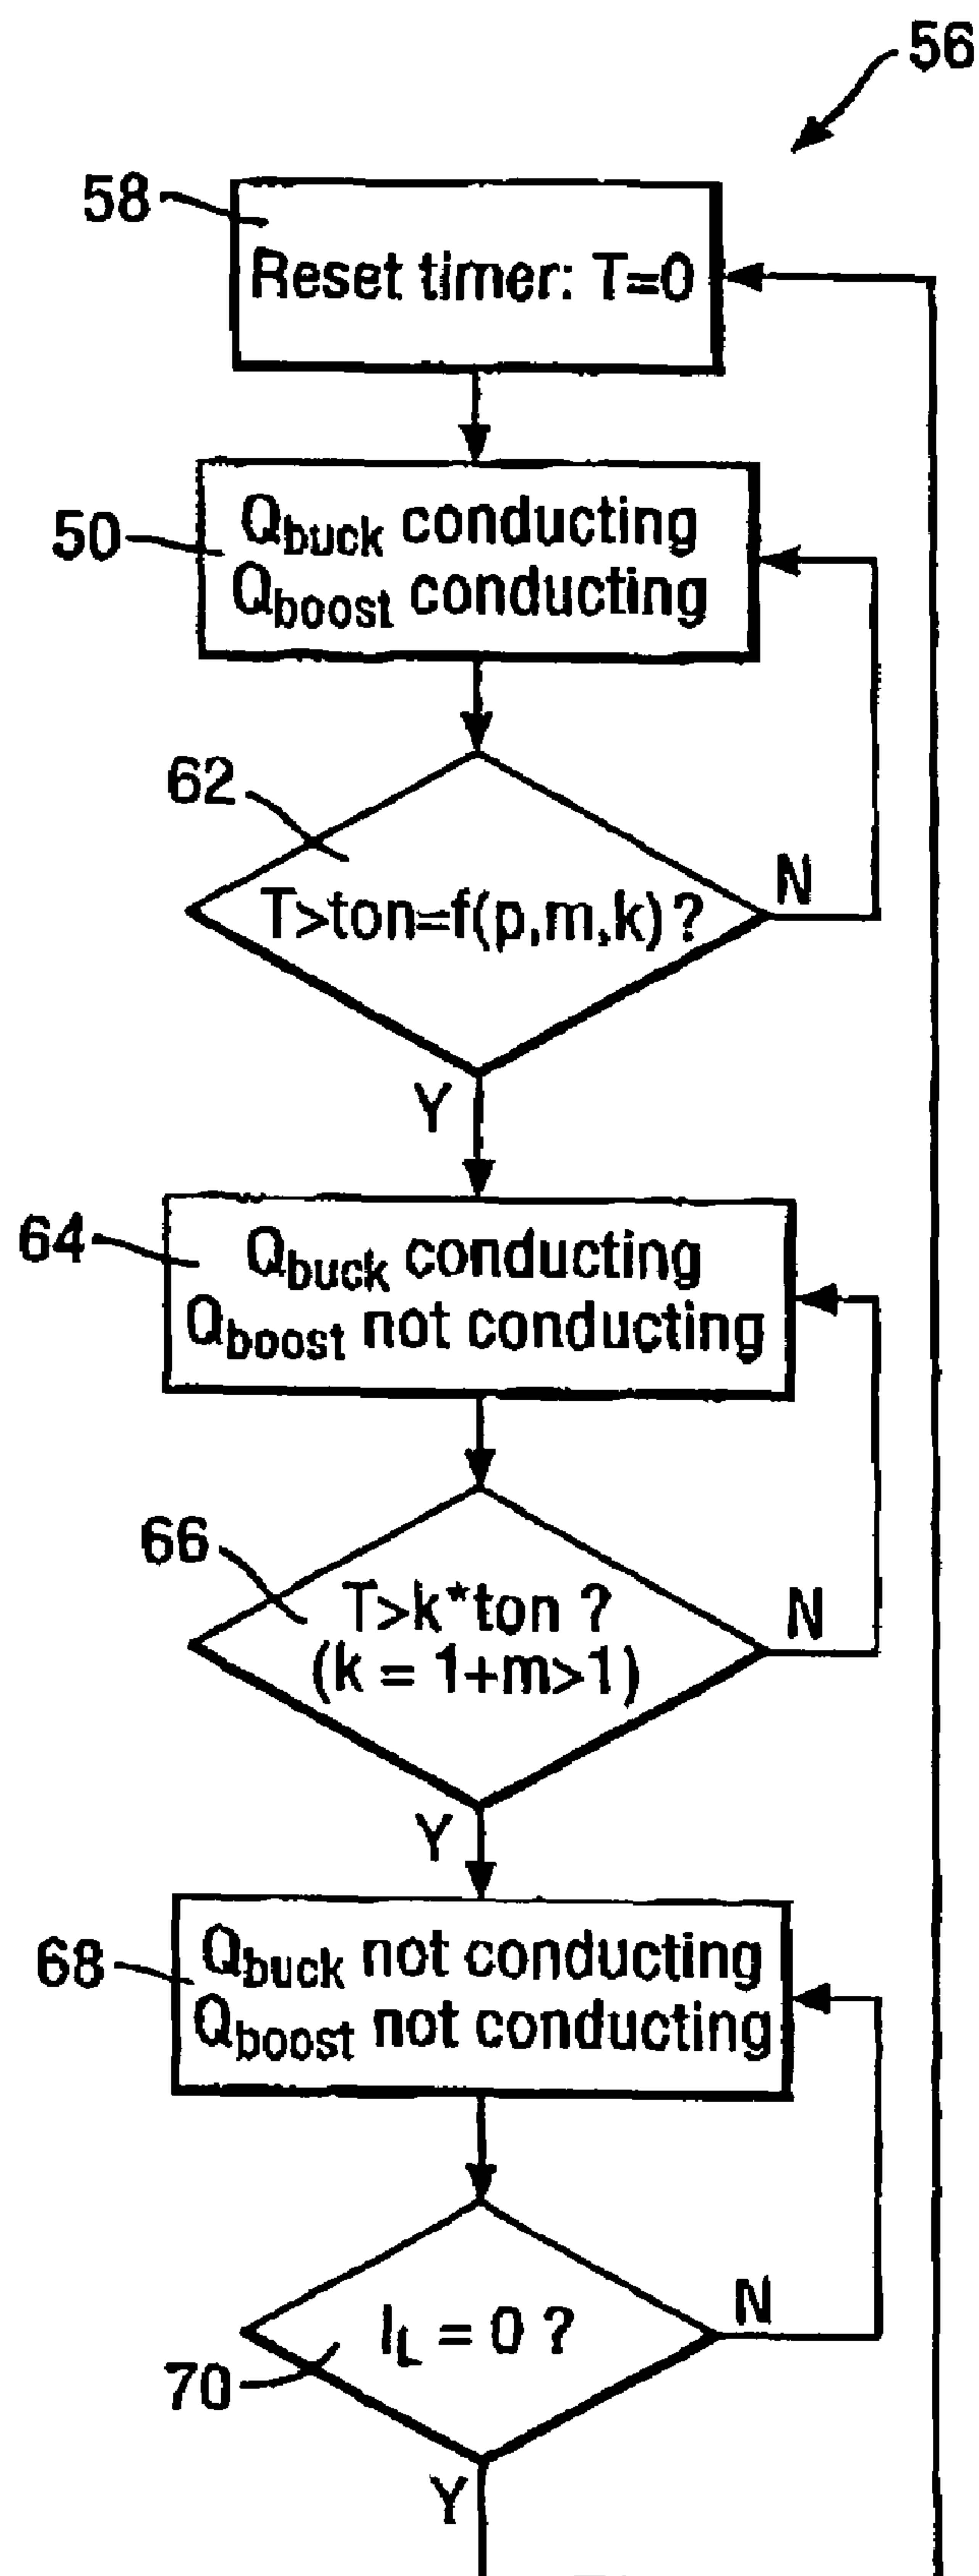 56
58
Reset timer: T=0
50
Qbuck conducting
Qboost conducting
62
T>ton=f(p,m,k) ?
N
Y
64
Qbuck conducting
Qboost not conducting
66
T>k*ton ?
(k = 1+m>1)
N
Y
68
Qbuck not conducting
Qboost not conducting
70
IL = 0 ?
N
Y